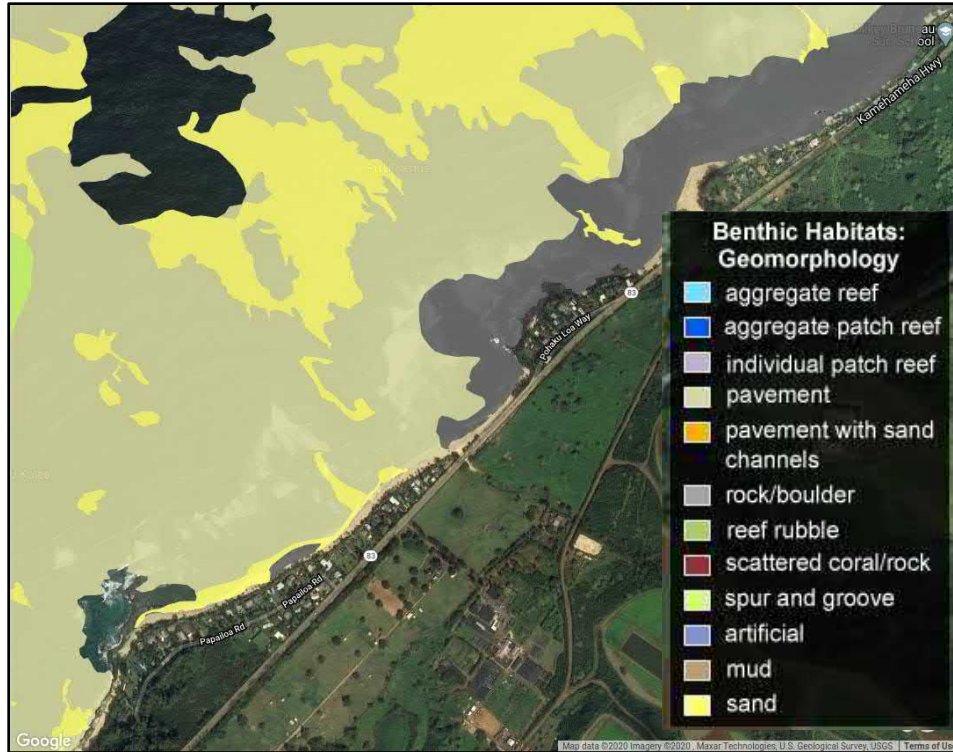 School
Kamehameha Hwy
Benthic Habitats:
Geomorphology
aggregate reef
aggregate patch reef
individual patch reef
pavement
pavement with sand
channels
rock/boulder
reef rubble
scattered coral/rock
spur and groove
artificial
mud
sand
83
Pohaku Loa Way
83
Papailoa Rd
Papailoa Rd
Google
Map data ©2020 Imagery ©2020 , Maxar Technologies, U.S. Geological Survey, USGS
Terms of Us